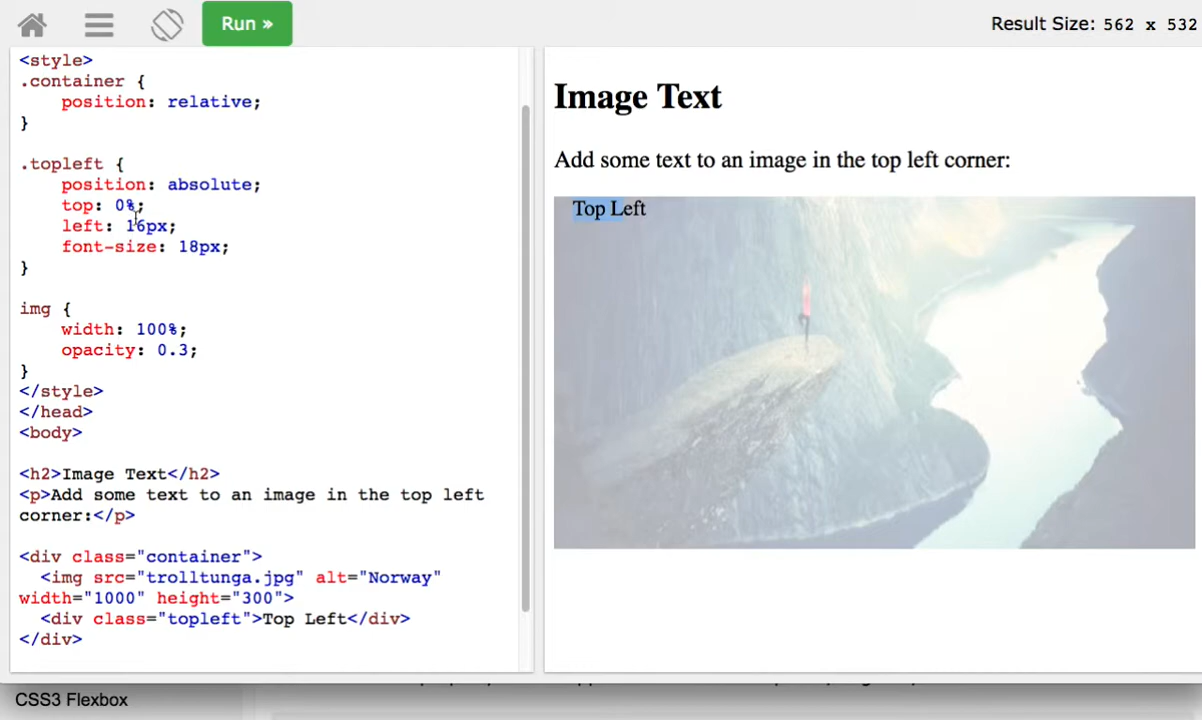 Run »
Result Size: 562 x 532
<style>
.container {
    position: relative;
}
.topleft {
    position: absolute;
    top: 0%;
    left: 16px;
    font-size: 18px;
}
img {
    width: 100%;
    opacity: 0.3;
}
</style>
</head>
<body>
<h2>Image Text</h2>
<p>Add some text to an image in the top left
corner:</p>
<div class="container">
  <img src="trolltunga.jpg" alt="Norway"
width="1000" height="300">
  <div class="topleft">Top Left</div>
</div>
Image Text
Add some text to an image in the top left corner:
Top Left
CSS3 Flexbox